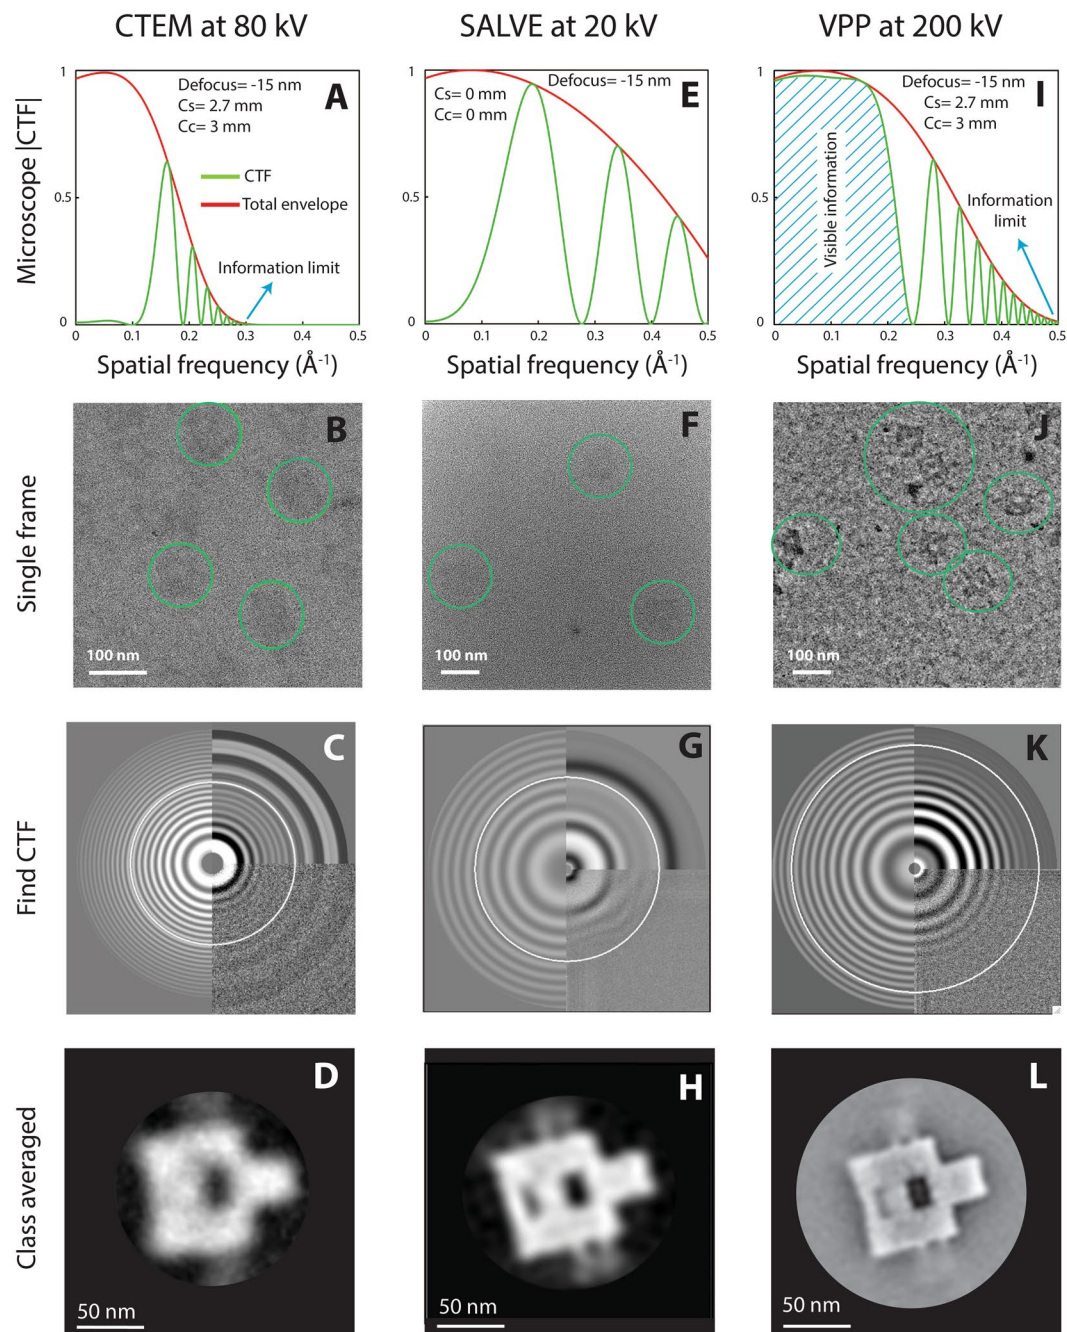 CTEM at 80 kV
SALVE at 20 kV
VPP at 200 kV
Microscope |CTF|
1
0.5
0
Defocus= -15 nm
Cs= 2.7 mm
Cc= 3 mm
A
CTF
Total envelope
Information limit
0 0.1 0.2 0.3 0.4 0.5
Spatial frequency (Å-1)
1
0.5
0
Cs= 0 mm
Cc= 0 mm
Defocus= -15 nm
E
0 0.1 0.2 0.3 0.4 0.5
Spatial frequency (Å-1)
1
0.5
0
Defocus= -15 nm
Cs= 2.7 mm
Cc= 3 mm
I
Visible information
Information
limit
0 0.1 0.2 0.3 0.4 0.5
Spatial frequency (Å-1)
Single frame
B
100 nm
F
100 nm
J
100 nm
Find CTF
C
G
K
Class averaged
D
50 nm
H
50 nm
L
50 nm